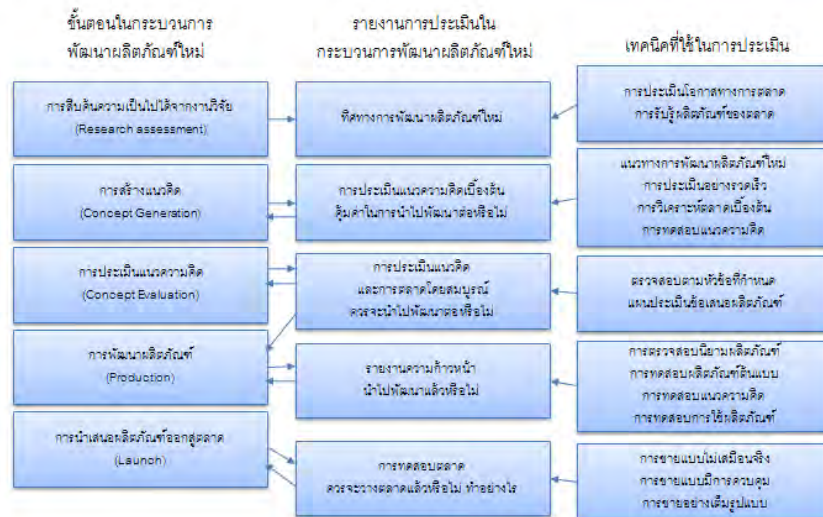 ขั้นตอนในกระบวนการ
พัฒนาผลิตภัณฑ์ใหม่
รายงานการประเมินใน
กระบวนการพัฒนาผลิตภัณฑ์ใหม่
เทคนิคที่ใช้ในการประเมิน
การสืบค้นความเป็นไปได้จากงานวิจัย
(Research assessment)
ทิศทางการพัฒนาผลิตภัณฑ์ใหม่
การประเมินโอกาสทางการตลาด
การรับรู้ผลิตภัณฑ์ของตลาด
การสร้างแนวคิด
(Concept Generation)
การประเมินแนวความคิดเบื้องต้น
คุ้มค่าในการนำไปพัฒนาต่อหรือไม่
แนวทางการพัฒนาผลิตภัณฑ์ใหม่
การประเมินอย่างรวดเร็ว
การวิเคราะห์ตลาดเบื้องต้น
การทดสอบแนวความคิด
การประเมินแนวความคิด
(Concept Evaluation)
การประเมินแนวคิด
และการตลาดโดยสมบูรณ์
ควรจะนำไปพัฒนาต่อหรือไม่
ตรวจสอบตามหัวข้อที่กำหนด
แผนประเมินข้อเสนอผลิตภัณฑ์
การพัฒนาผลิตภัณฑ์
(Production)
รายงานความก้าวหน้า
นำไปพัฒนาแล้วหรือไม่
การตรวจสอบนิยามผลิตภัณฑ์
การทดสอบผลิตภัณฑ์ต้นแบบ
การทดสอบแนวความคิด
การทดสอบการใช้ผลิตภัณฑ์
การนำเสนอผลิตภัณฑ์ออกสู่ตลาด
(Launch)
การทดสอบตลาด
ควรจะวางตลาดแล้วหรือไม่ ทำอย่างไร
การขายแบบไม่เสมือนจริง
การขายแบบมีการควบคุม
การขายอย่างเต็มรูปแบบ